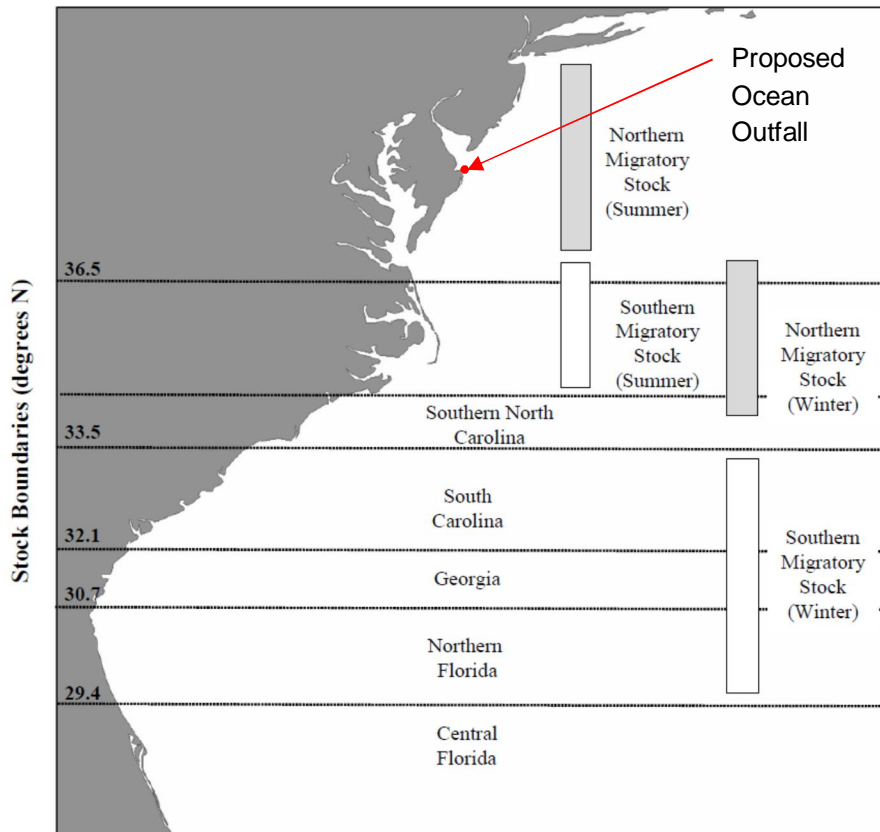 Proposed
Ocean
Outfall
Northern
Migratory
Stock
(Summer)
Stock Boundaries (degrees N)
36.5
Southern
Migratory
Stock
(Summer)
Northern
Migratory
Stock
(Winter)
Southern North
Carolina
33.5
South
Carolina
32.1
Georgia
Southern
Migratory
Stock
(Winter)
30.7
Northern
Florida
29.4
Central
Florida